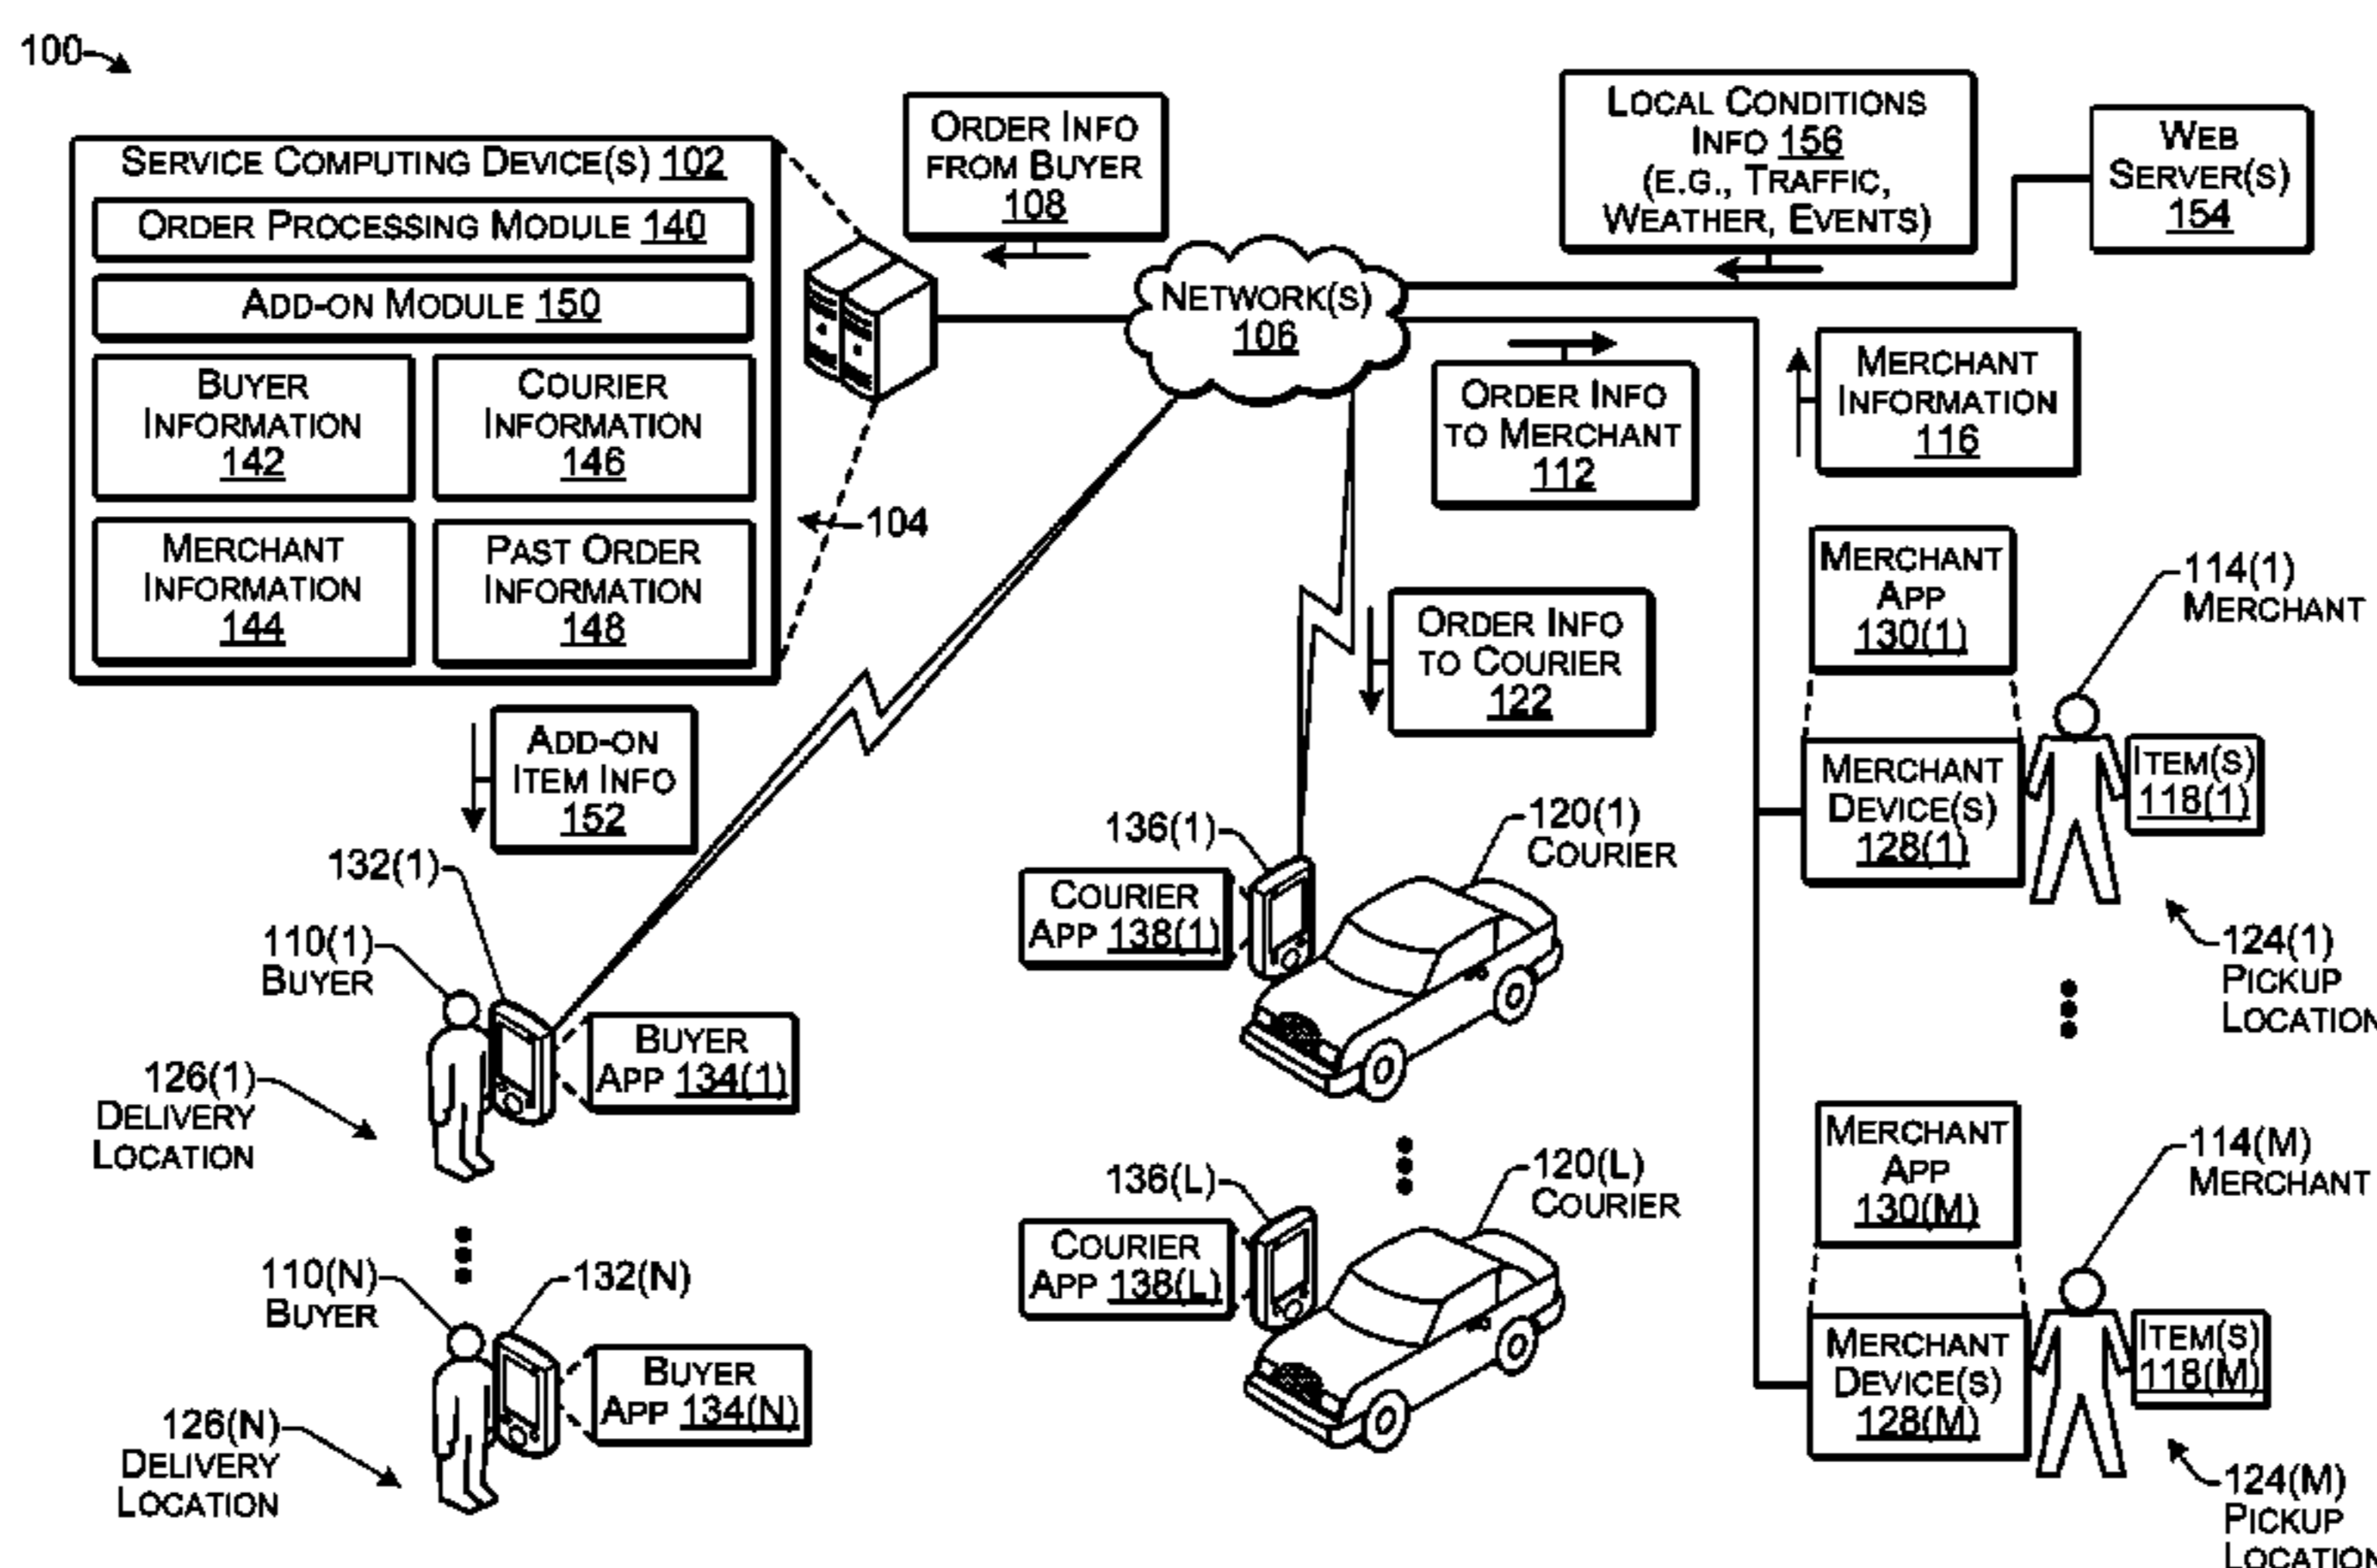 100
SERVICE COMPUTING DEVICE(S) 102
ORDER PROCESSING MODULE 140
ADD-ON MODULE 150
BUYER
INFORMATION
142
COURIER
INFORMATION
146
MERCHANT
INFORMATION
144
PAST ORDER
INFORMATION
148
104
ORDER INFO
FROM BUYER
108
NETWORK(S)
106
LOCAL CONDITIONS
INFO 156
(E.G., TRAFFIC,
WEATHER, EVENTS)
WEB
SERVER(S)
154
ORDER INFO
TO MERCHANT
112
MERCHANT
INFORMATION
116
ORDER INFO
TO COURIER
122
ADD-ON
ITEM INFO
152
MERCHANT
APP
130(1)
114(1)
MERCHANT
MERCHANT
DEVICE(S)
128(1)
ITEM(S)
118(1)
124(1)
PICKUP
LOCATION
132(1)
110(1)
BUYER
BUYER
APP 134(1)
126(1)
DELIVERY
LOCATION
136(1)
120(1)
COURIER
COURIER
APP 138(1)
110(N)
BUYER
132(N)
BUYER
APP 134(N)
126(N)
DELIVERY
LOCATION
136(L)
120(L)
COURIER
COURIER
APP 138(L)
MERCHANT
APP
130(M)
114(M)
MERCHANT
MERCHANT
DEVICE(S)
128(M)
ITEM(S)
118(M)
124(M)
PICKUP
LOCATION